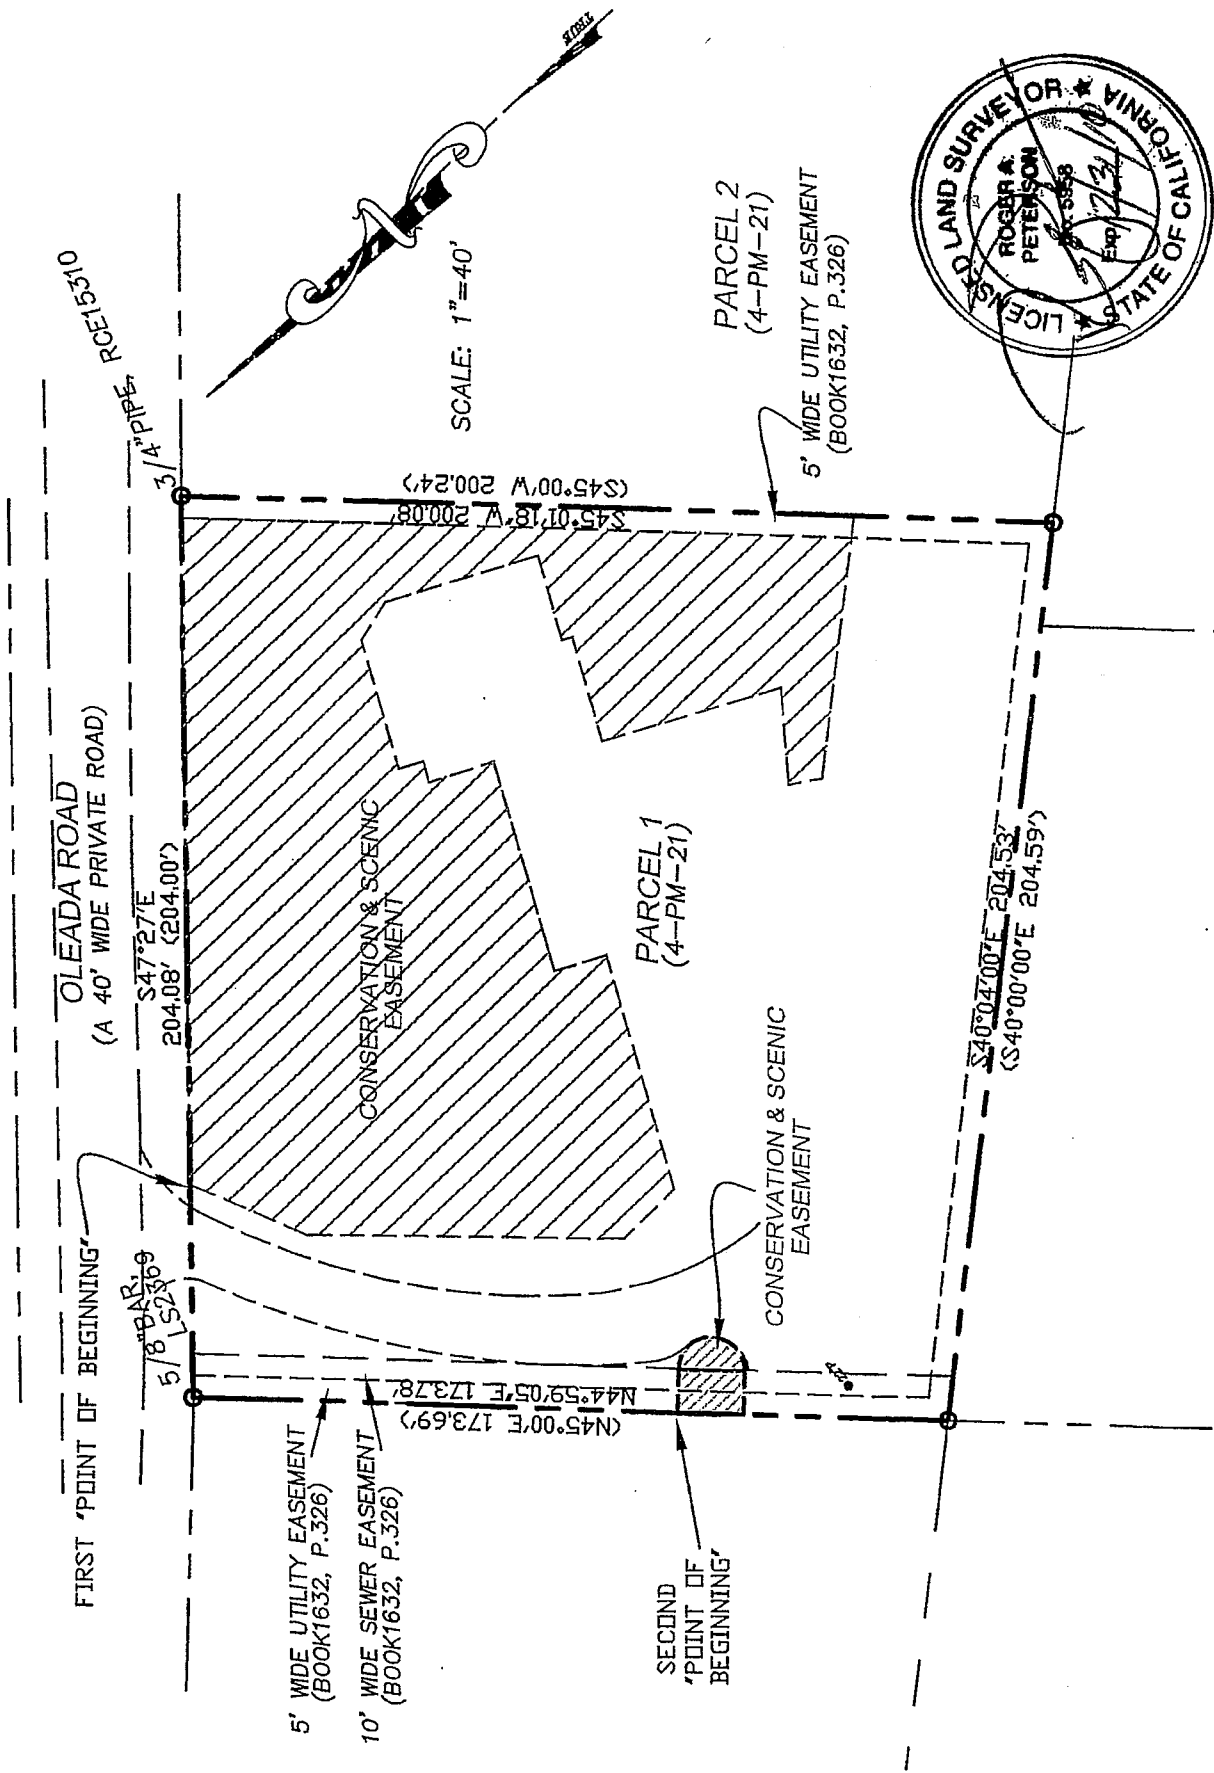 OLEADA ROAD
(A 40' WIDE PRIVATE ROAD)
S47°27'E
204.08' (204.00')
FIRST "POINT OF BEGINNING"
5/8"BAR,
LS2369
3/4"PIPE, RCE15310
TRUE
SCALE: 1"=40'
5' WIDE UTILITY EASEMENT
(BOOK1632, P.326)
10' WIDE SEWER EASEMENT
(BOOK1632, P.326)
N44°59'05"E 173.78'
(N45°00'E 173.69')
CONSERVATION & SCENIC
EASEMENT
(S45°00'W 200.24')
S45°01'18"W 200.08'
PARCEL 1
(4-PM-21)
PARCEL 2
(4-PM-21)
5' WIDE UTILITY EASEMENT
(BOOK1632, P.326)
SECOND
"POINT OF
BEGINNING"
CONSERVATION & SCENIC
EASEMENT
S40°04'00"E 204.53'
(S40°00'00"E 204.59')
LICENSED LAND SURVEYOR
ROGER A.
PETERSON
No. 5958
Exp.
STATE OF CALIFORNIA